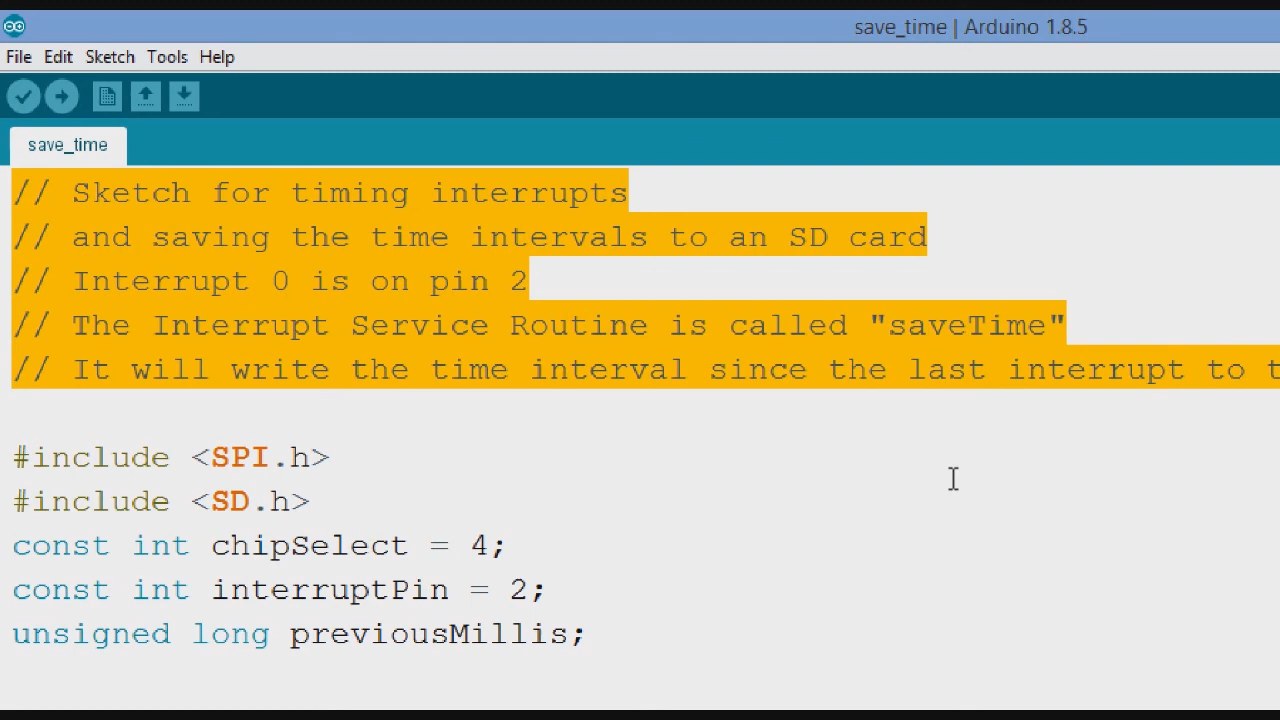 save_time | Arduino 1.8.5
File Edit Sketch Tools Help
save_time
// Sketch for timing interrupts
// and saving the time intervals to an SD card
// Interrupt 0 is on pin 2
// The Interrupt Service Routine is called "saveTime"
// It will write the time interval since the last interrupt to
#include <SPI.h>
#include <SD.h>
const int chipSelect = 4;
const int interruptPin = 2;
unsigned long previousMillis;